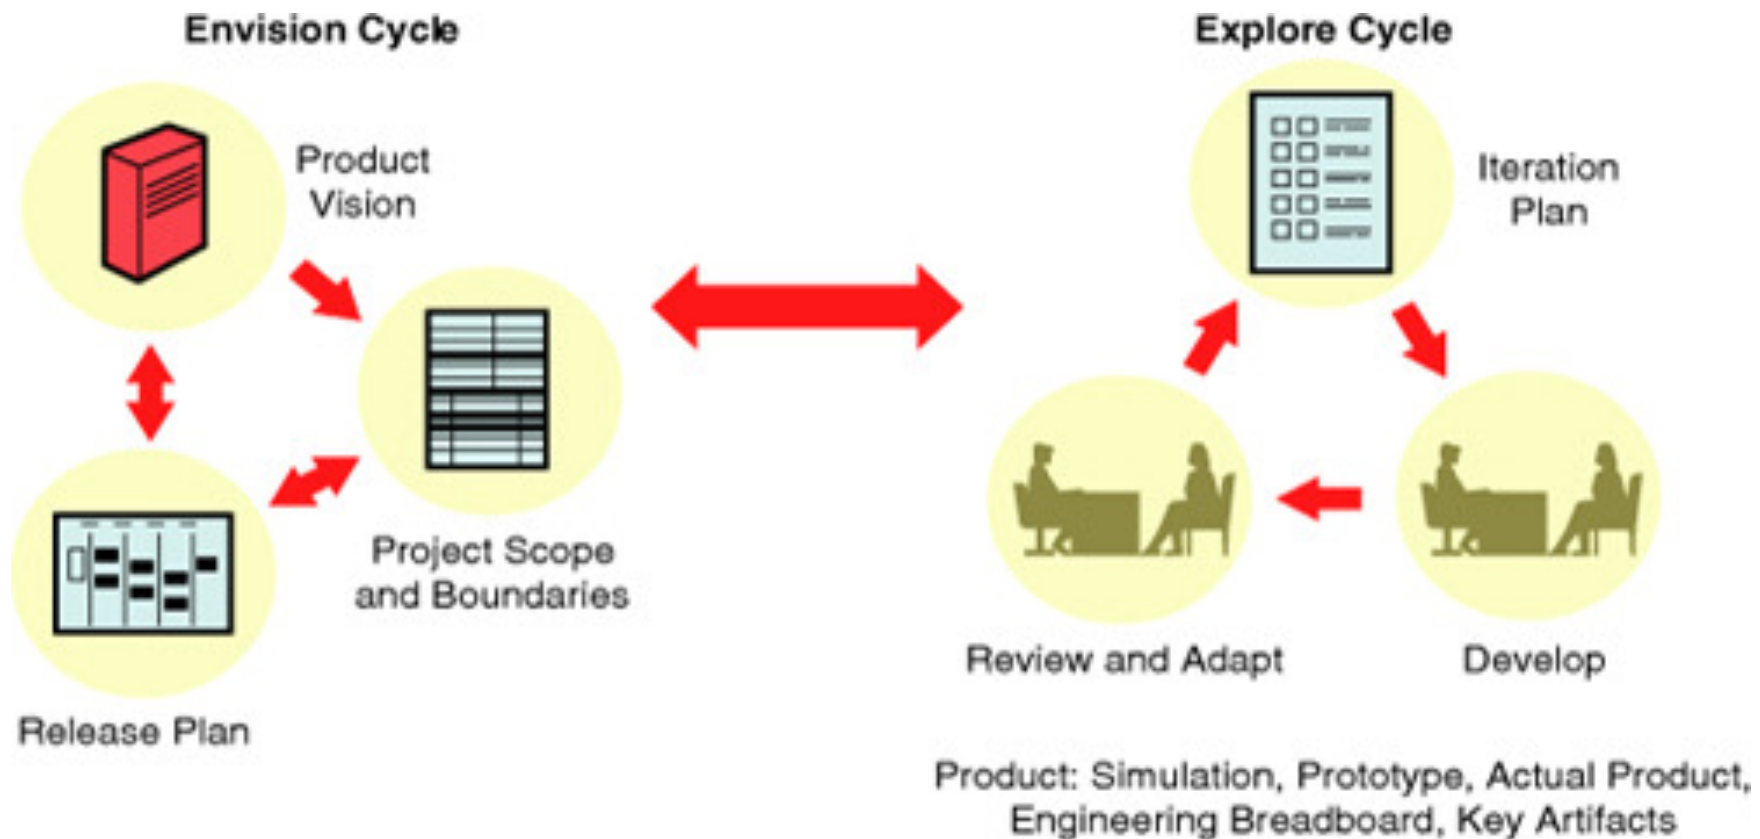 Envision Cycle
Product
Vision
Project Scope
and Boundaries
Release Plan
Explore Cycle
Iteration
Plan
Review and Adapt
Develop
Product: Simulation, Prototype, Actual Product,
Engineering Breadboard, Key Artifacts